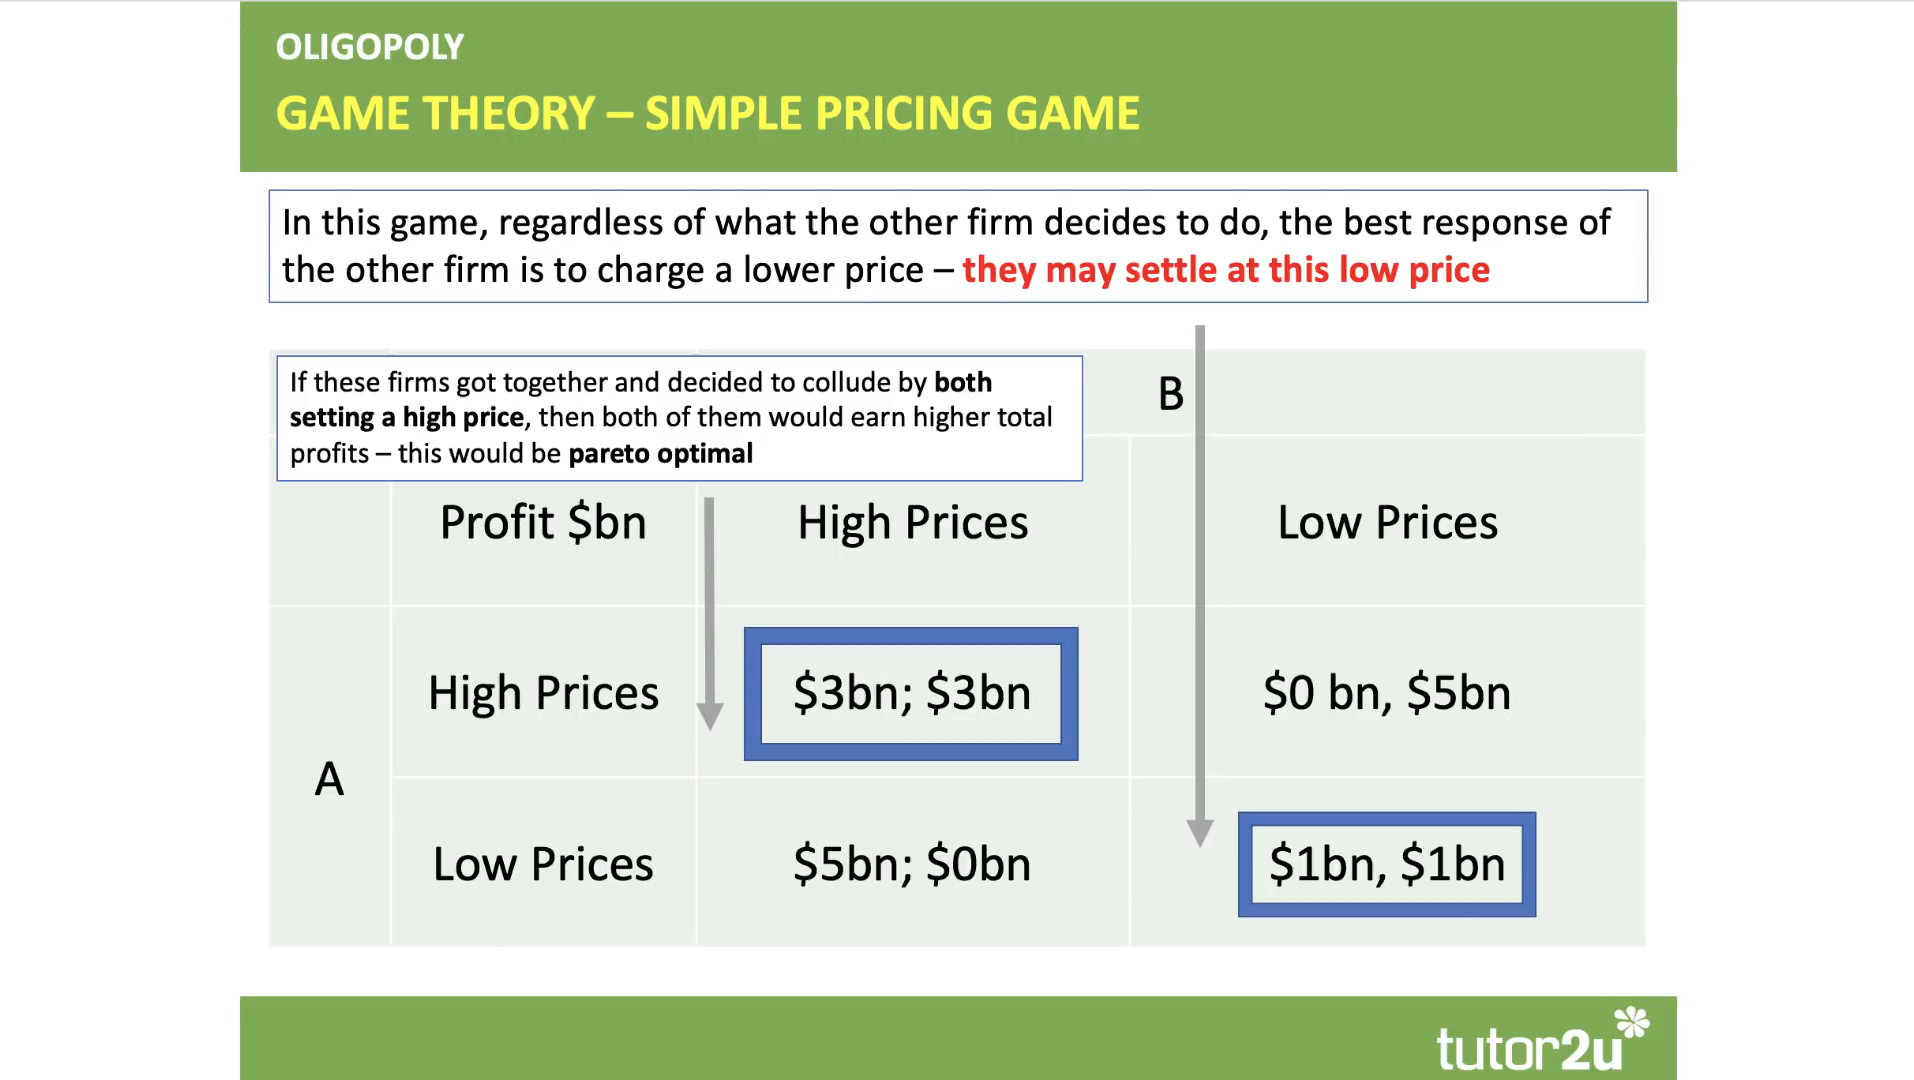 OLIGOPOLY
GAME THEORY – SIMPLE PRICING GAME
In this game, regardless of what the other firm decides to do, the best response of
the other firm is to charge a lower price – they may settle at this low price
If these firms got together and decided to collude by both
setting a high price, then both of them would earn higher total
profits – this would be pareto optimal
B
Profit $bn
High Prices
Low Prices
A
High Prices
$3bn; $3bn
$0 bn, $5bn
Low Prices
$5bn; $0bn
$1bn, $1bn
tutor2u